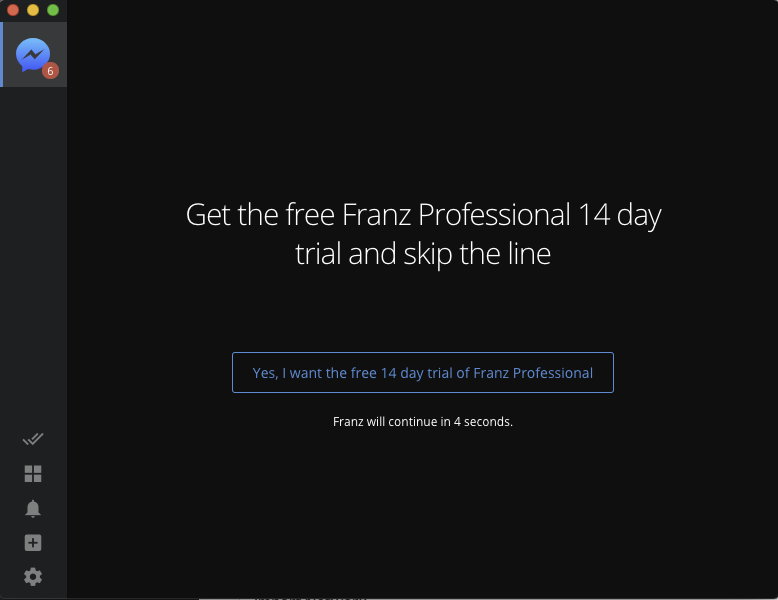 6
Get the free Franz Professional 14 day
trial and skip the line
Yes, I want the free 14 day trial of Franz Professional
Franz will continue in 4 seconds.